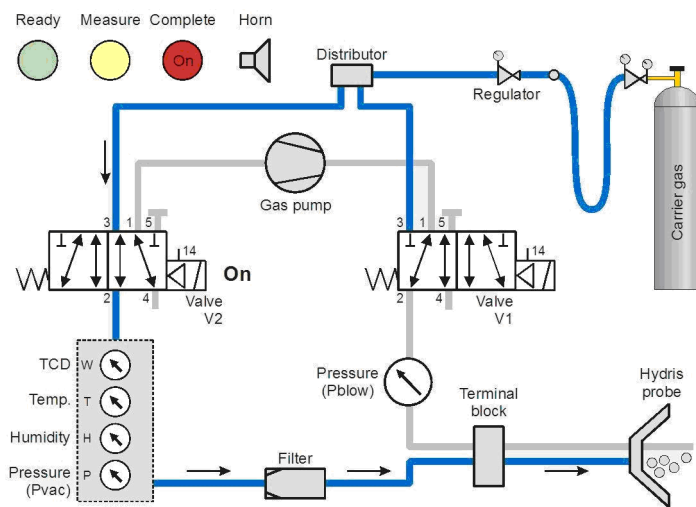 Ready
Measure
Complete
Horn
On
Distributor
Regulator
Carrier gas
Gas pump
3
1
5
14
On
2
4
Valve
V2
3
1
5
14
2
4
Valve
V1
TCD
W
Temp.
T
Humidity
H
Pressure
(Pvac)
P
Pressure
(Pblow)
Terminal
block
Hydris
probe
Filter